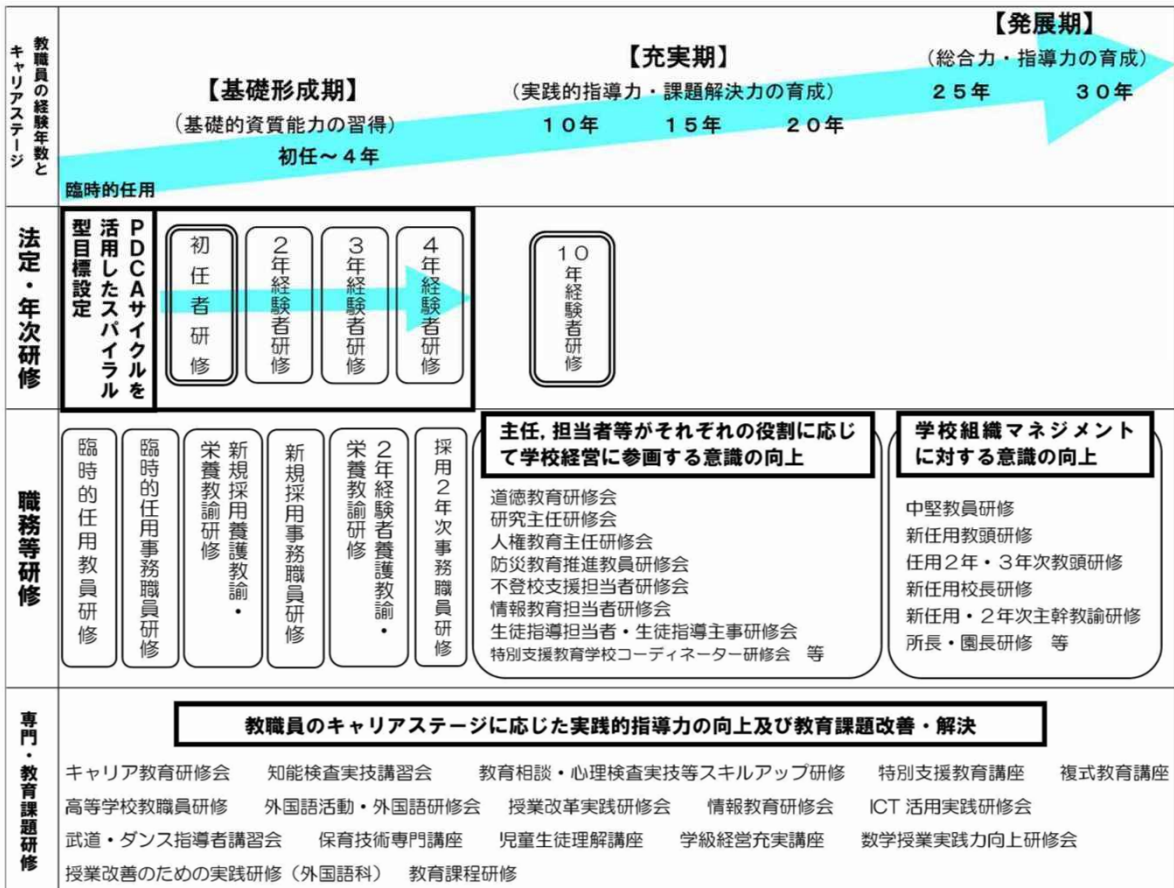 教職員の経験年数と
キャリアステージ
【基礎形成期】
(基礎的資質能力の習得)
初任～４年
臨時的任用
【充実期】
(実践的指導力・課題解決力の育成)
１０年 １５年 ２０年
【発展期】
(総合力・指導力の育成)
２５年 ３０年
法定・年次研修
ＰＤＣＡサイクルを
活用したスパイラル
型目標設定
初任者研修
２年経験者研修
３年経験者研修
４年経験者研修
１０年経験者研修
職務等研修
臨時的任用教員研修
臨時的任用事務職員研修
新規採用養護教諭・
栄養教諭研修
新規採用事務職員研修
２年経験者養護教諭・
栄養教諭研修
採用２年次事務職員研修
主任，担当者等がそれぞれの役割に応じ
て学校経営に参画する意識の向上
道徳教育研修会
研究主任研修会
人権教育主任研修会
防災教育推進教員研修会
不登校支援担当者研修会
情報教育担当者研修会
生徒指導担当者・生徒指導主事研修会
特別支援教育学校コーディネーター研修会 等
学校組織マネジメント
に対する意識の向上
中堅教員研修
新任用教頭研修
任用２年・３年次教頭研修
新任用校長研修
新任用・２年次主幹教諭研修
所長・園長研修 等
専門・教育課題研修
教職員のキャリアステージに応じた実践的指導力の向上及び教育課題改善・解決
キャリア教育研修会 知能検査実技講習会 教育相談・心理検査実技等スキルアップ研修 特別支援教育講座 複式教育講座
高等学校教職員研修 外国語活動・外国語研修会 授業改革実践研修会 情報教育研修会 ICT 活用実践研修会
武道・ダンス指導者講習会 保育技術専門講座 児童生徒理解講座 学級経営充実講座 数学授業実践力向上研修会
授業改善のための実践研修（外国語科） 教育課程研修